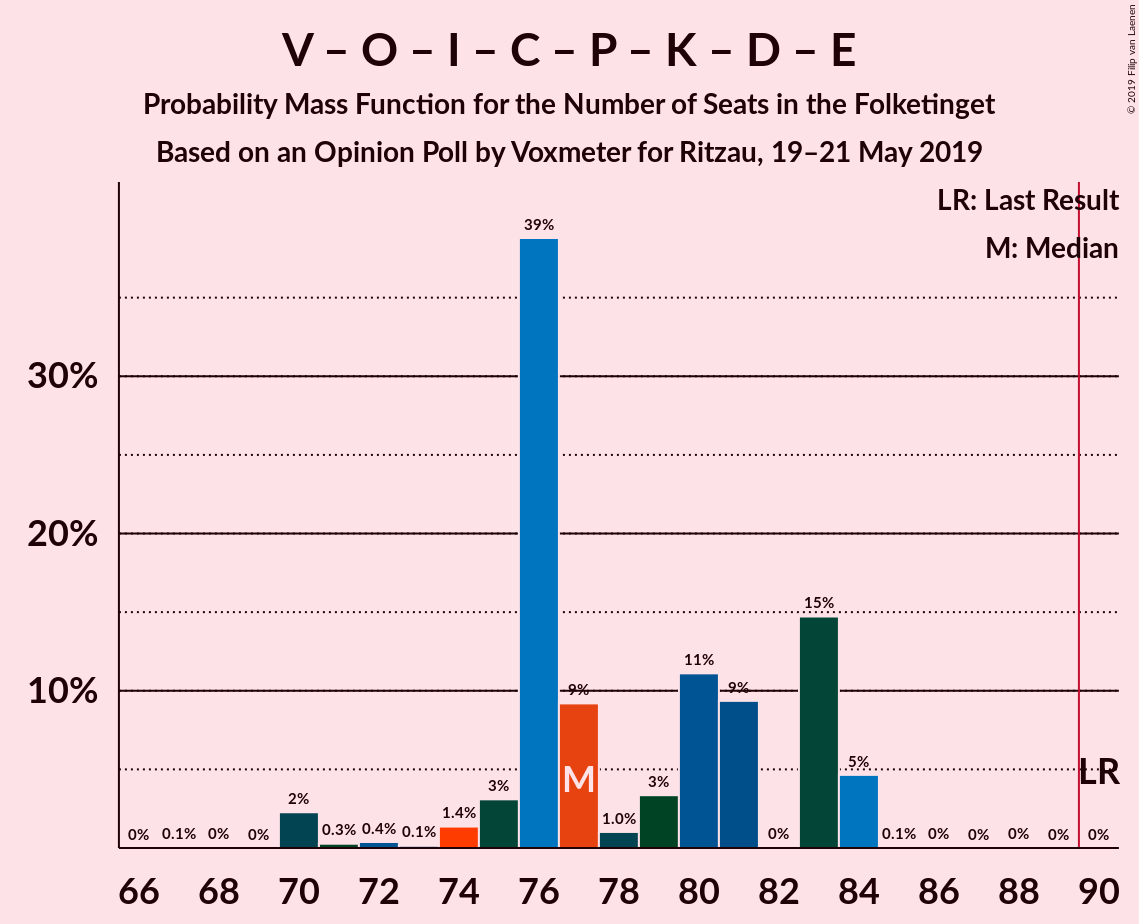 V – O – I – C – P – K – D – E
Probability Mass Function for the Number of Seats in the Folketinget
Based on an Opinion Poll by Voxmeter for Ritzau, 19–21 May 2019
© 2019 Filip van Laenen
LR: Last Result
M: Median
30%
20%
10%
0% 0.1% 0% 0% 2% 0.3% 0.4% 0.1% 1.4% 3% 39% 9% 1.0% 3% 11% 9% 0% 15% 5% 0.1% 0% 0% 0% 0% 0%
M
LR
66 68 70 72 74 76 78 80 82 84 86 88 90